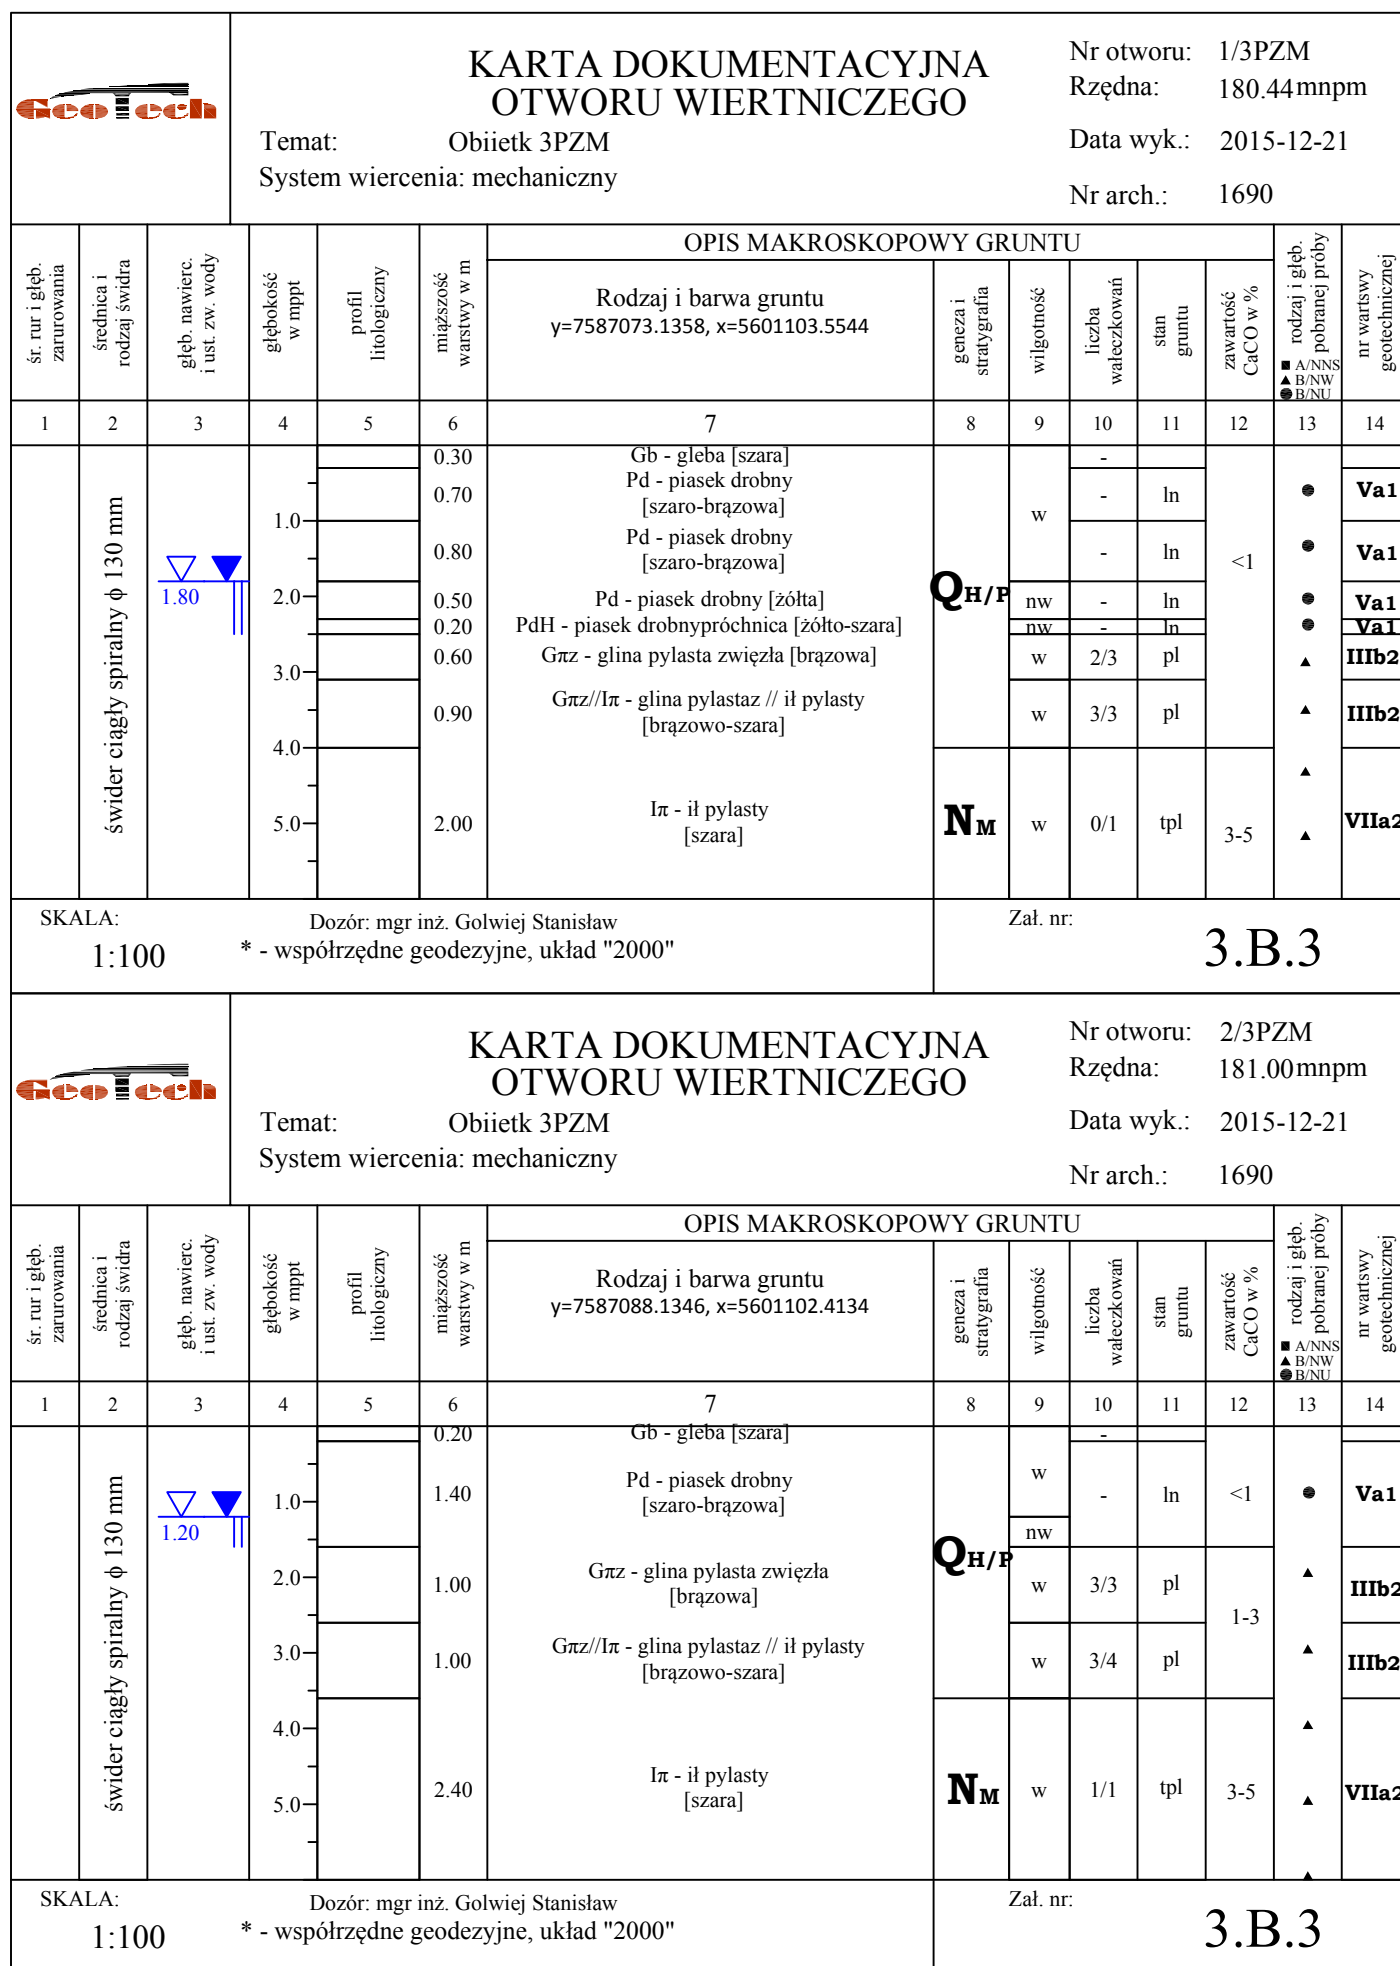 GeoTech
KARTA DOKUMENTACYJNA
OTWORU WIERTNICZEGO
Temat: Obiietk 3PZM
System wiercenia: mechaniczny
Nr otworu: 1/3PZM
Rzędna: 180.44mnpm
Data wyk.: 2015-12-21
Nr arch.: 1690
śr. rur i głęb.
zarurowania
średnica i
rodzaj świdra
głęb. nawierc.
i ust. zw. wody
głębokość
w mppt
profil
litologiczny
miąższość
warstwy w m
OPIS MAKROSKOPOWY GRUNTU
Rodzaj i barwa gruntu
y=7587073.1358, x=5601103.5544
geneza i
stratygrafia
wilgotność
liczba
wałeczkowań
stan
gruntu
zawartość
CaCO w %
rodzaj i głęb.
pobranej próby
■ A/NNS
▲ B/NW
● B/NU
nr wartswy
geotechnicznej
1 2 3 4 5 6 7 8 9 10 11 12 13 14
świder ciągły spiralny ϕ 130 mm
1.80
1.0
2.0
3.0
4.0
5.0
0.30 Gb - gleba [szara] -
0.70 Pd - piasek drobny
[szaro-brązowa] - ln Va1
w
0.80 Pd - piasek drobny
[szaro-brązowa] - ln <1 Va1
QH/P
0.50 Pd - piasek drobny [żółta] nw - ln Va1
0.20 PdH - piasek drobnypróchnica [żółto-szara] nw - ln Va1
0.60 Gπz - glina pylasta zwięzła [brązowa] w 2/3 pl IIIb2
0.90 Gπz//Iπ - glina pylastaz // ił pylasty
[brązowo-szara] w 3/3 pl IIIb2
2.00 Iπ - ił pylasty
[szara] NM w 0/1 tpl 3-5 VIIa2
SKALA:
1:100
Dozór: mgr inż. Golwiej Stanisław
* - współrzędne geodezyjne, układ "2000"
Zał. nr:
3.B.3
GeoTech
KARTA DOKUMENTACYJNA
OTWORU WIERTNICZEGO
Temat: Obiietk 3PZM
System wiercenia: mechaniczny
Nr otworu: 2/3PZM
Rzędna: 181.00mnpm
Data wyk.: 2015-12-21
Nr arch.: 1690
śr. rur i głęb.
zarurowania
średnica i
rodzaj świdra
głęb. nawierc.
i ust. zw. wody
głębokość
w mppt
profil
litologiczny
miąższość
warstwy w m
OPIS MAKROSKOPOWY GRUNTU
Rodzaj i barwa gruntu
y=7587088.1346, x=5601102.4134
geneza i
stratygrafia
wilgotność
liczba
wałeczkowań
stan
gruntu
zawartość
CaCO w %
rodzaj i głęb.
pobranej próby
■ A/NNS
▲ B/NW
● B/NU
nr wartswy
geotechnicznej
1 2 3 4 5 6 7 8 9 10 11 12 13 14
świder ciągły spiralny ϕ 130 mm
1.20
1.0
2.0
3.0
4.0
5.0
0.20 Gb - gleba [szara] -
w
1.40 Pd - piasek drobny
[szaro-brązowa] - ln <1 Va1
nw
QH/P
1.00 Gπz - glina pylasta zwięzła
[brązowa] w 3/3 pl IIIb2
1-3
1.00 Gπz//Iπ - glina pylastaz // ił pylasty
[brązowo-szara] w 3/4 pl IIIb2
2.40 Iπ - ił pylasty
[szara] NM w 1/1 tpl 3-5 VIIa2
SKALA:
1:100
Dozór: mgr inż. Golwiej Stanisław
* - współrzędne geodezyjne, układ "2000"
Zał. nr:
3.B.3